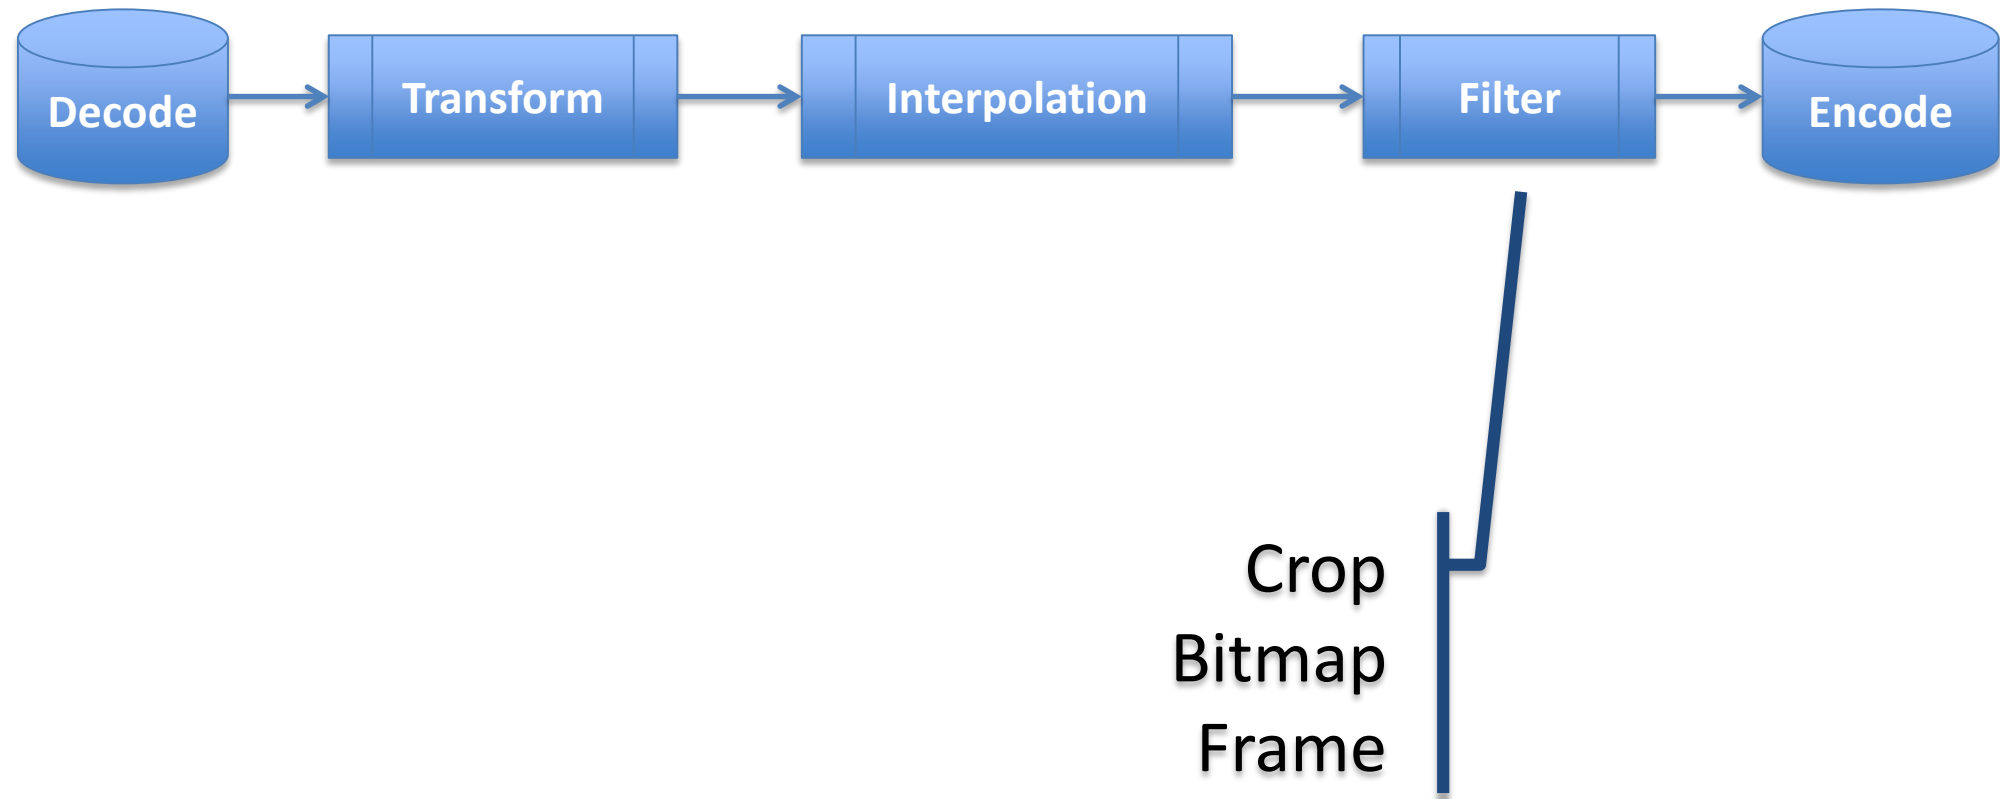 Decode
Transform
Interpolation
Filter
Encode
Crop
Bitmap
Frame